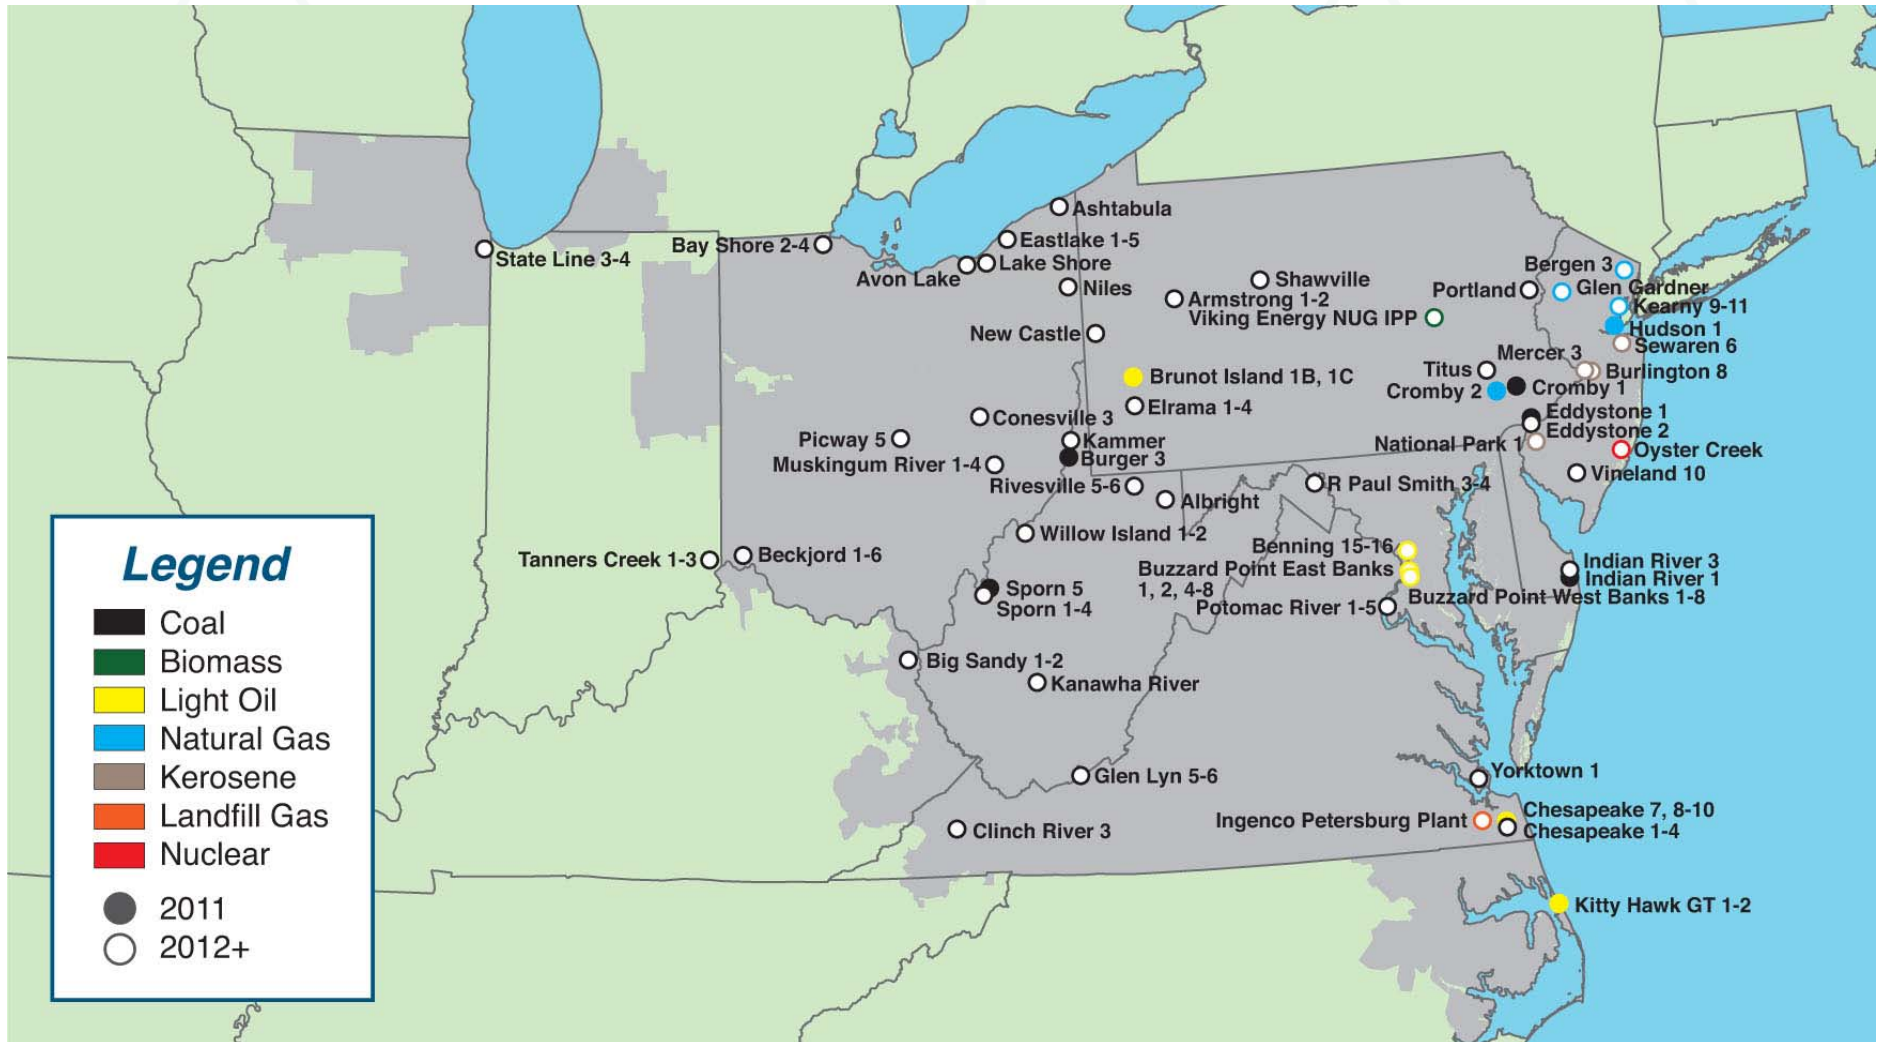 Ashtabula
Bay Shore 2-4
Eastlake 1-5
State Line 3-4
Avon Lake
Lake Shore
Niles
Shawville
Armstrong 1-2
Viking Energy NUG IPP
Portland
Bergen 3
Glen Gardner
Kearny 9-11
Hudson 1
Sewaren 6
New Castle
Mercer 3
Titus
Burlington 8
Brunot Island 1B, 1C
Cromby 2
Cromby 1
Elrama 1-4
Conesville 3
Eddystone 1
Eddystone 2
Picway 5
Kammer
National Park 1
Oyster Creek
Muskingum River 1-4
Burger 3
Vineland 10
Rivesville 5-6
R Paul Smith 3-4
Albright
Willow Island 1-2
Benning 15-16
Tanners Creek 1-3
Beckjord 1-6
Buzzard Point East Banks
1, 2, 4-8
Indian River 3
Indian River 1
Sporn 5
Sporn 1-4
Buzzard Point West Banks 1-8
Potomac River 1-5
Big Sandy 1-2
Kanawha River
Glen Lyn 5-6
Yorktown 1
Clinch River 3
Ingenco Petersburg Plant
Chesapeake 7, 8-10
Chesapeake 1-4
Kitty Hawk GT 1-2
Legend
Coal
Biomass
Light Oil
Natural Gas
Kerosene
Landfill Gas
Nuclear
2011
2012+